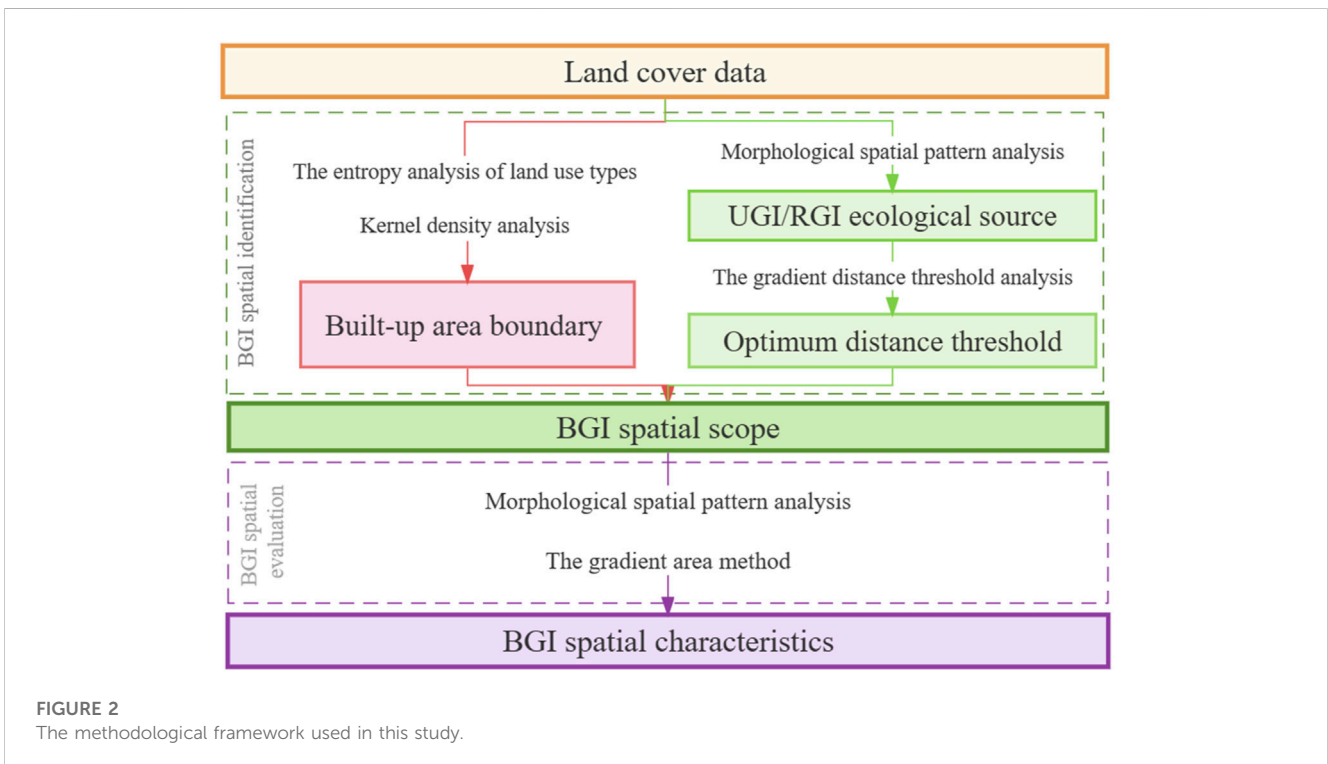 Land cover data
BGI spatial identification
The entropy analysis of land use types
Kernel density analysis
Built-up area boundary
Morphological spatial pattern analysis
UGI/RGI ecological source
The gradient distance threshold analysis
Optimum distance threshold
BGI spatial scope
BGI spatial
evaluation
Morphological spatial pattern analysis
The gradient area method
BGI spatial characteristics
FIGURE 2
The methodological framework used in this study.